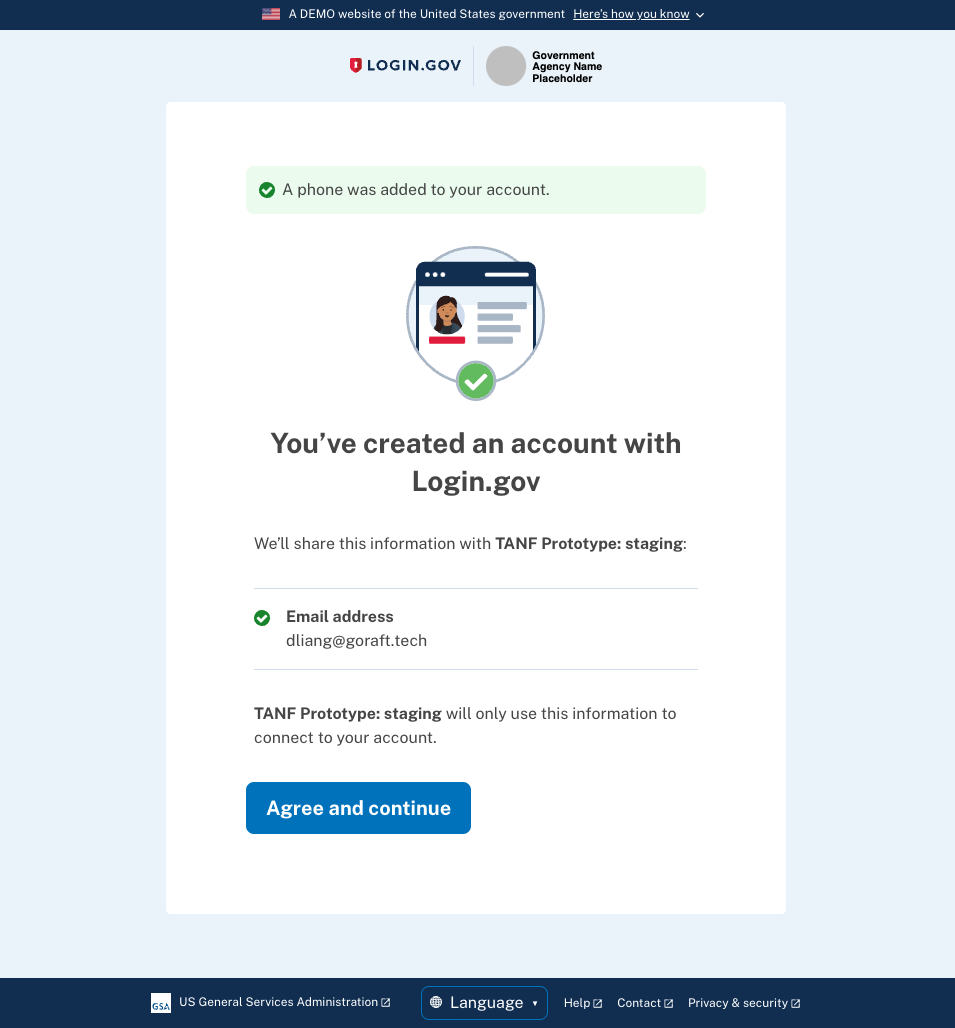 A DEMO website of the United States government Here's how you know
LOGIN.GOV
Government
Agency Name
Placeholder
A phone was added to your account.
You’ve created an account with
Login.gov
We’ll share this information with TANF Prototype: staging:
Email address
dliang@goraft.tech
TANF Prototype: staging will only use this information to
connect to your account.
Agree and continue
GSA US General Services Administration Language Help Contact Privacy & security